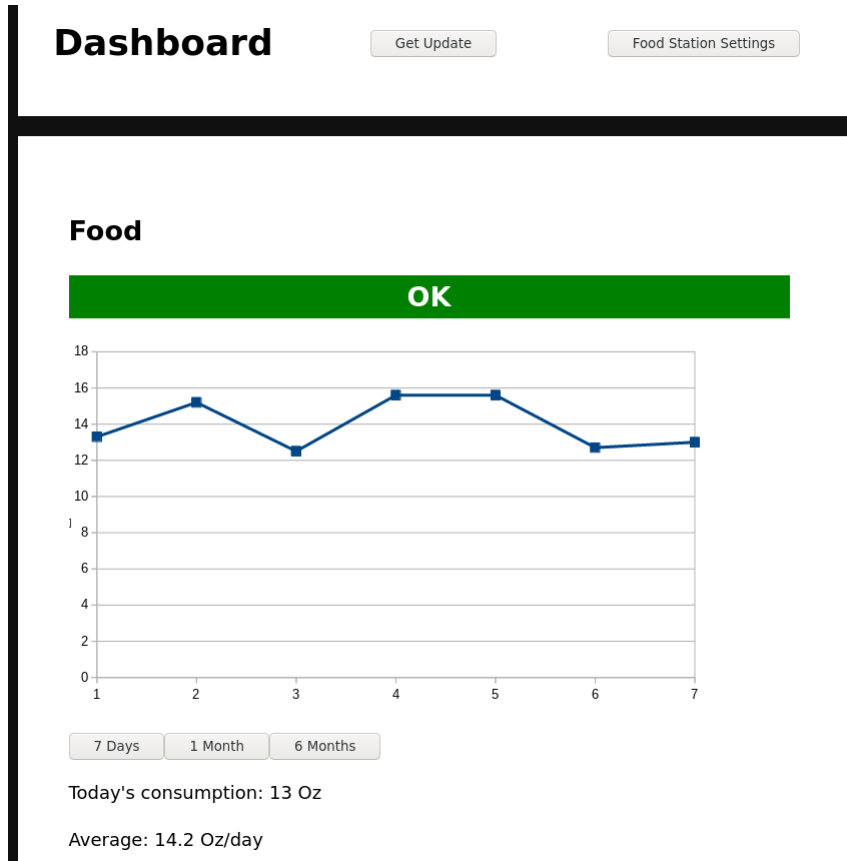 Dashboard Get Update Food Station Settings
Food
OK
18
16
14
12
10
8
6
4
2
0
1 2 3 4 5 6 7
7 Days 1 Month 6 Months
Today's consumption: 13 Oz
Average: 14.2 Oz/day